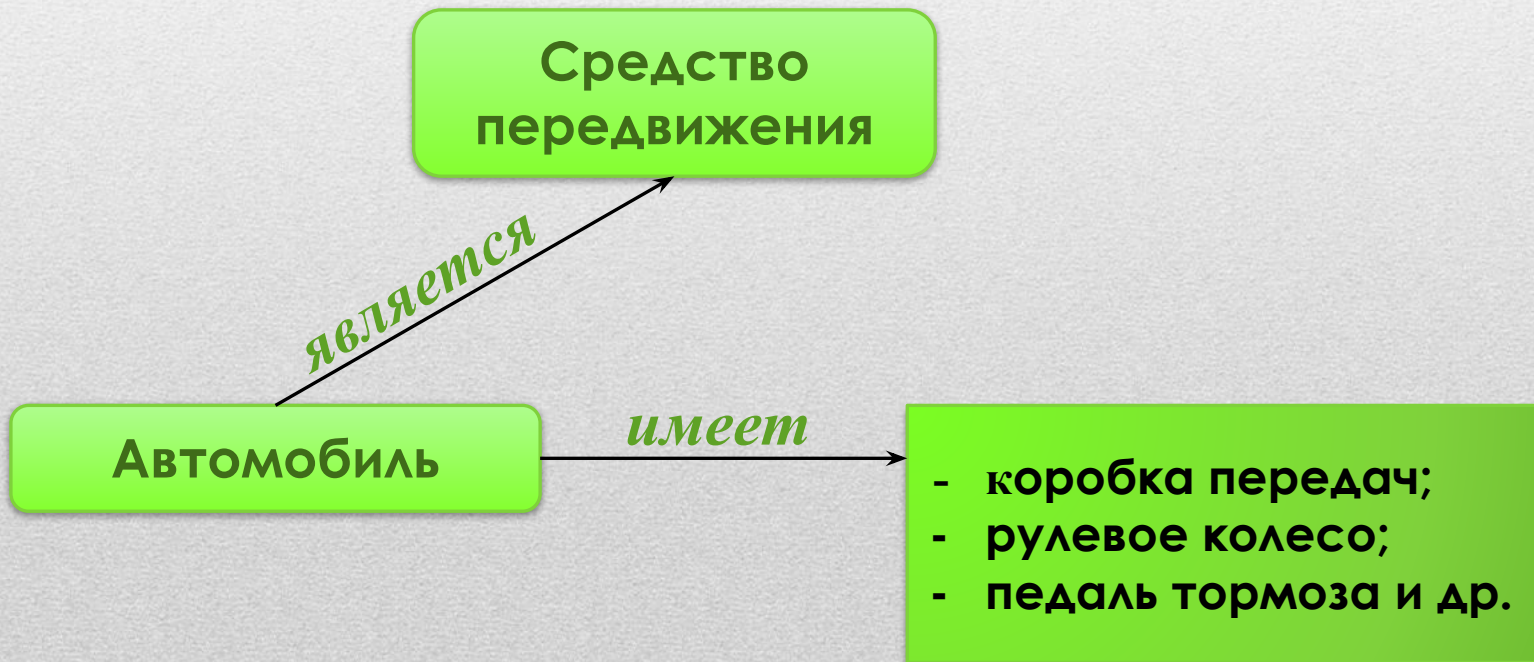 Средство
передвижения
является
Автомобиль
имеет
- коробка передач;
- рулевое колесо;
- педаль тормоза и др.